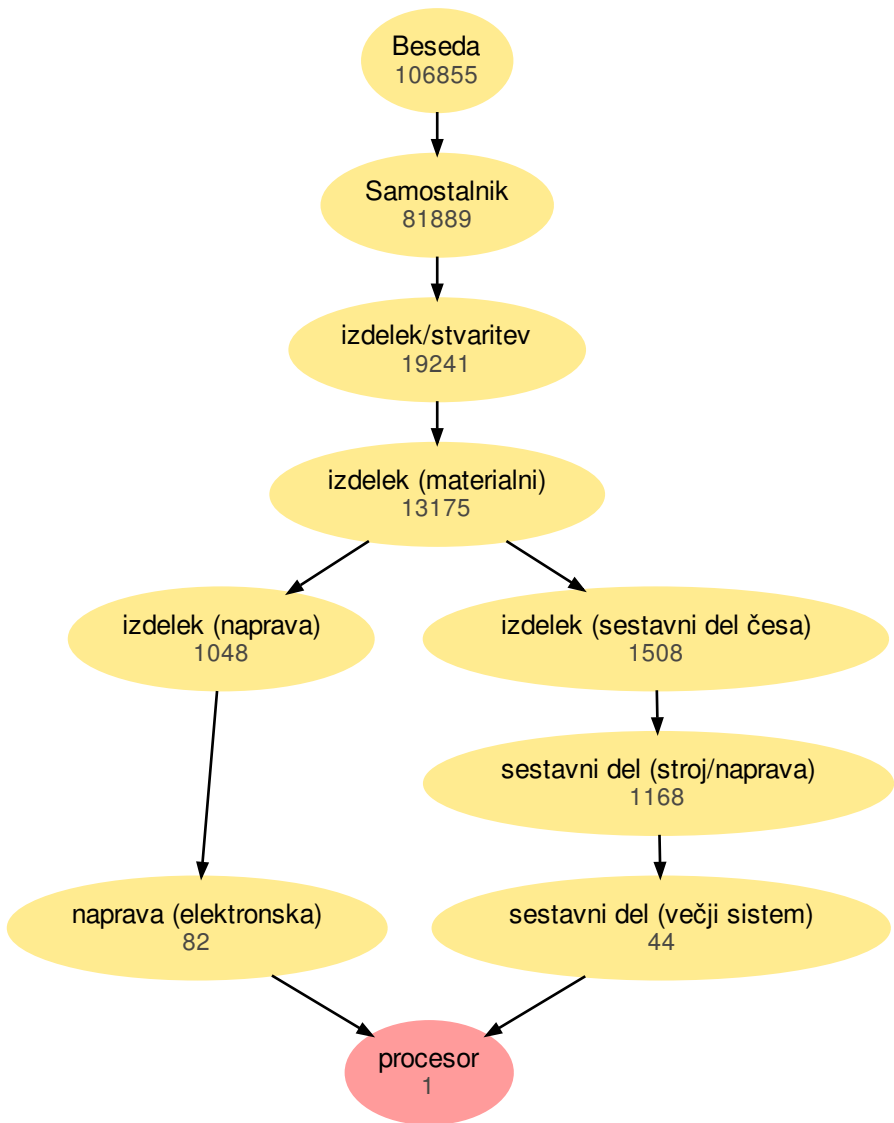 Beseda
106855
Samostalnik
81889
izdelek/stvaritev
19241
izdelek (materialni)
13175
izdelek (naprava)
1048
izdelek (sestavni del česa)
1508
sestavni del (stroj/naprava)
1168
naprava (elektronska)
82
sestavni del (večji sistem)
44
procesor
1